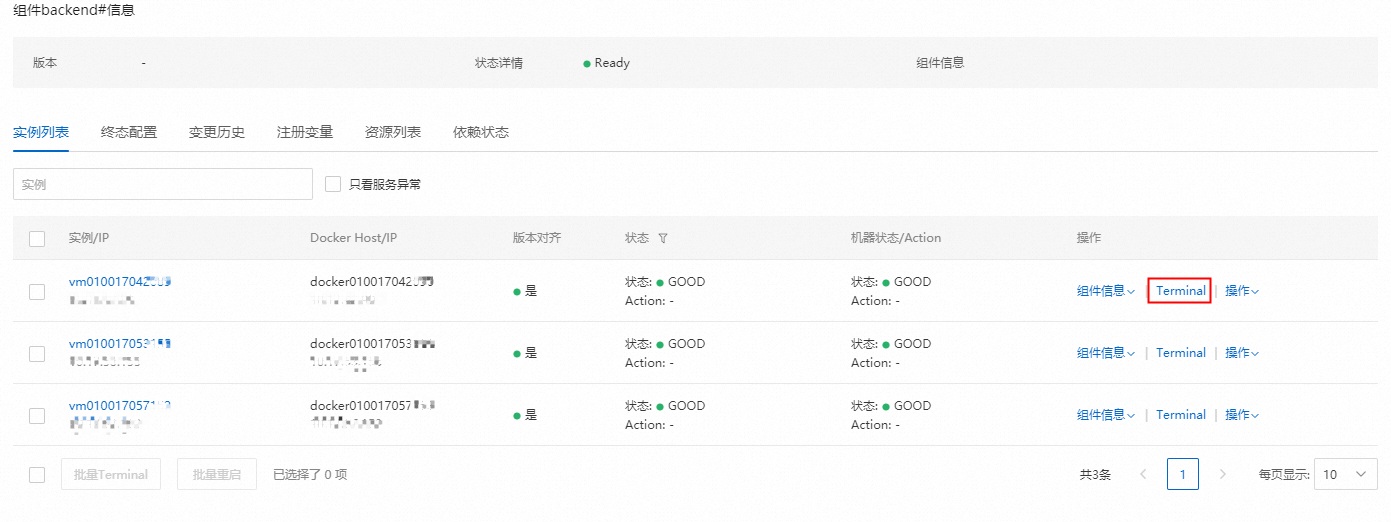 组件backend#信息
版本 - 状态详情 Ready 组件信息
实例列表 终态配置 变更历史 注册变量 资源列表 依赖状态
实例
只看服务异常
实例/IP Docker Host/IP 版本对齐 状态 机器状态/Action 操作
vm010017042 docker010017042 是 状态: GOOD 状态: GOOD 组件信息 | Terminal | 操作
Action: - Action: -
vm010017053 docker010017053 是 状态: GOOD 状态: GOOD 组件信息 | Terminal | 操作
Action: - Action: -
vm010017057 docker010017057 是 状态: GOOD 状态: GOOD 组件信息 | Terminal | 操作
Action: - Action: -
批量Terminal 批量重启 已选择了 0 项 共3条 1 每页显示: 10